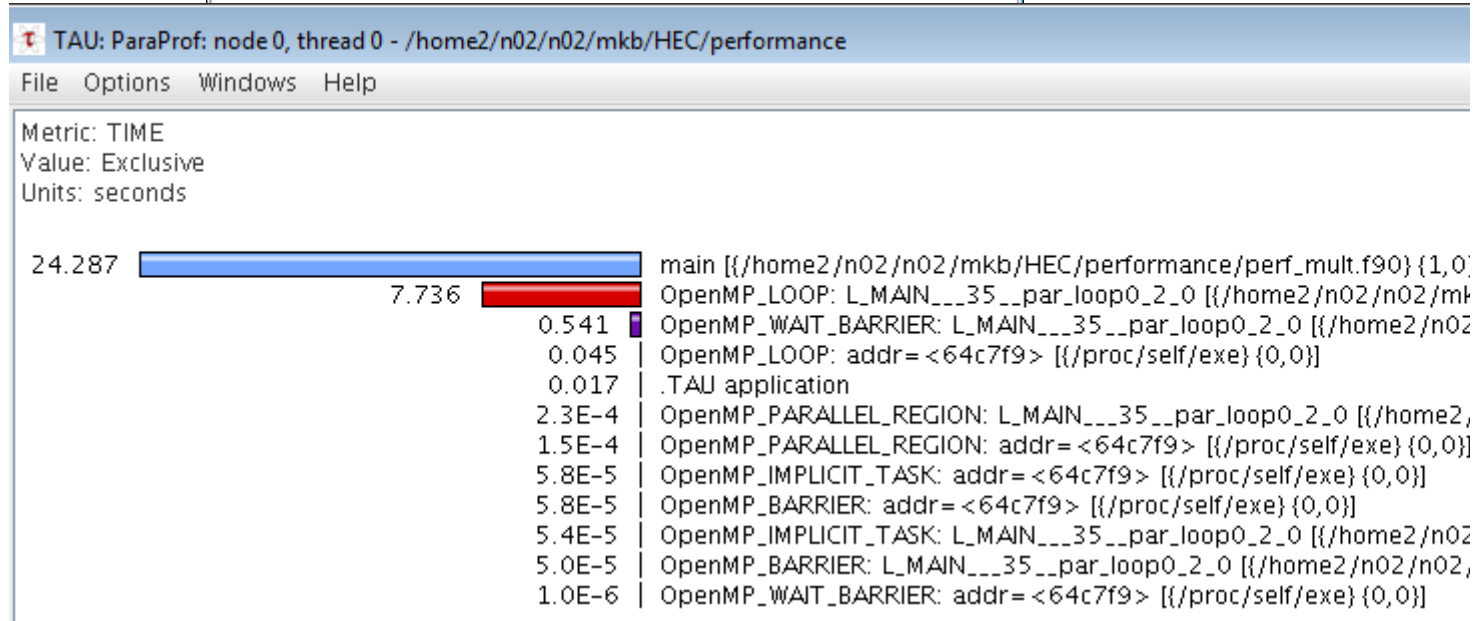 TAU: ParaProf: node 0, thread 0 - /home2/n02/n02/mkb/HEC/performance
File Options Windows Help
Metric: TIME
Value: Exclusive
Units: seconds
24.287 main [{/home2/n02/n02/mkb/HEC/performance/perf_mult.f90} {1,0}
7.736 OpenMP_LOOP: L_MAIN___35__par_loop0_2_0 [{/home2/n02/n02/mk
0.541 OpenMP_WAIT_BARRIER: L_MAIN___35__par_loop0_2_0 [{/home2/n02
0.045 OpenMP_LOOP: addr=<64c7f9> [{/proc/self/exe} {0,0}]
0.017 .TAU application
2.3E-4 OpenMP_PARALLEL_REGION: L_MAIN___35__par_loop0_2_0 [{/home2/
1.5E-4 OpenMP_PARALLEL_REGION: addr=<64c7f9> [{/proc/self/exe} {0,0}]
5.8E-5 OpenMP_IMPLICIT_TASK: addr=<64c7f9> [{/proc/self/exe} {0,0}]
5.8E-5 OpenMP_BARRIER: addr=<64c7f9> [{/proc/self/exe} {0,0}]
5.4E-5 OpenMP_IMPLICIT_TASK: L_MAIN___35__par_loop0_2_0 [{/home2/n02
5.0E-5 OpenMP_BARRIER: L_MAIN___35__par_loop0_2_0 [{/home2/n02/n02/
1.0E-6 OpenMP_WAIT_BARRIER: addr=<64c7f9> [{/proc/self/exe} {0,0}]